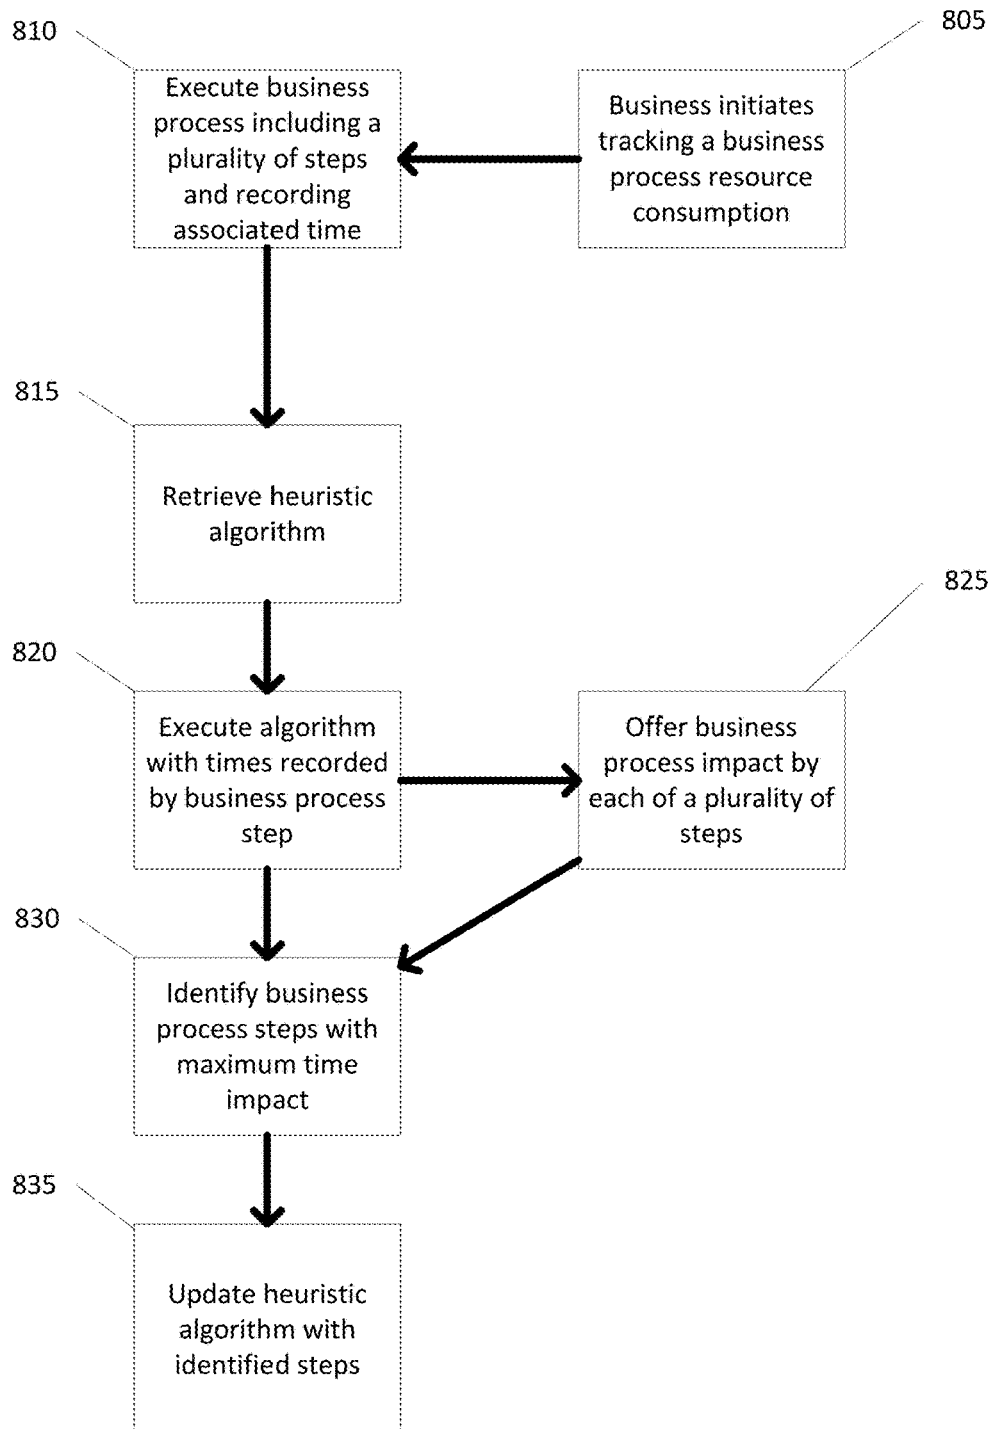 810
805
Execute business
process including a
plurality of steps
and recording
associated time
Business initiates
tracking a business
process resource
consumption
815
Retrieve heuristic
algorithm
820
825
Execute algorithm
with times recorded
by business process
step
Offer business
process impact by
each of a plurality of
steps
830
Identify business
process steps with
maximum time
impact
835
Update heuristic
algorithm with
identified steps